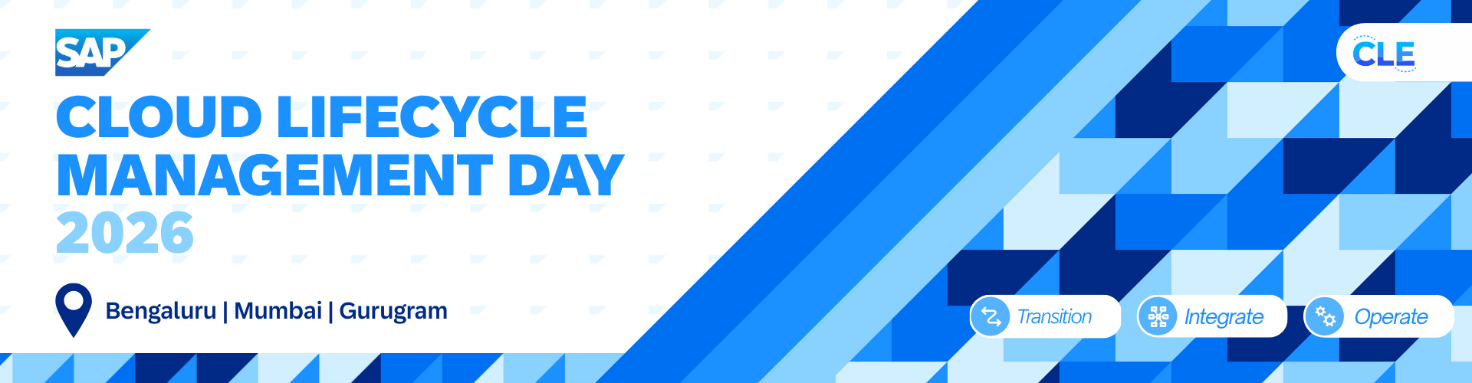 SAP
CLOUD LIFECYCLE
MANAGEMENT DAY
2026
Bengaluru | Mumbai | Gurugram
CLE
Transition
Integrate
Operate